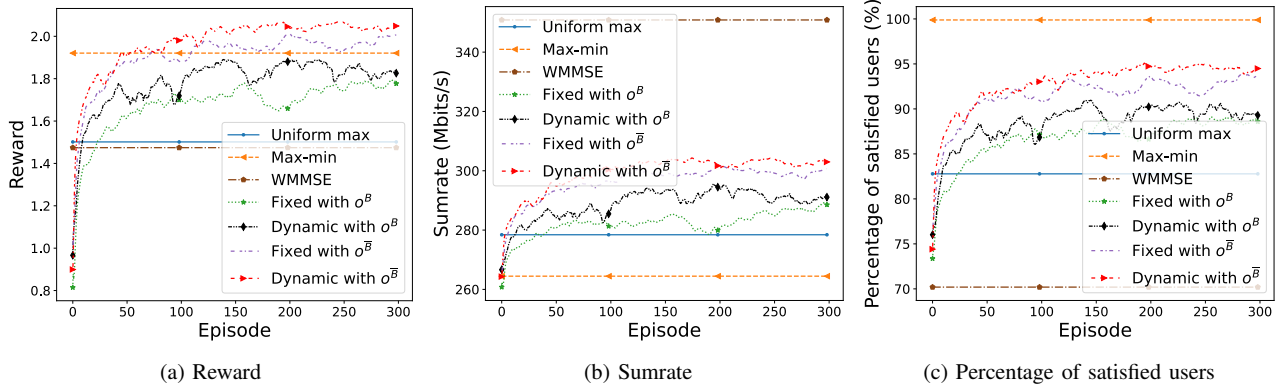 2.0
1.8
1.6
1.4
1.2
1.0
0.8
Reward
0 50 100 150 200 250 300
Episode
Uniform max
Max-min
WMMSE
Fixed with o^B
Dynamic with o^B
Fixed with o^B̅
Dynamic with o^B̅
(a) Reward
340
320
300
280
260
Sumrate (Mbits/s)
0 50 100 150 200 250 300
Episode
Uniform max
Max-min
WMMSE
Fixed with o^B
Dynamic with o^B
Fixed with o^B̅
Dynamic with o^B̅
(b) Sumrate
100
95
90
85
80
75
70
Percentage of satisfied users (%)
0 50 100 150 200 250 300
Episode
Uniform max
Max-min
WMMSE
Fixed with o^B
Dynamic with o^B
Fixed with o^B̅
Dynamic with o^B̅
(c) Percentage of satisfied users